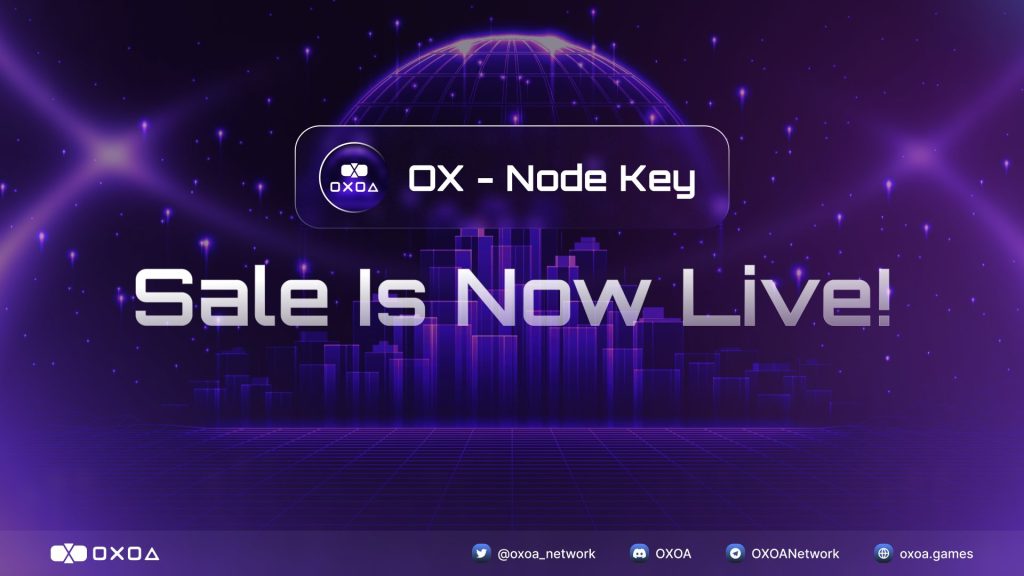 OXOA
OX - Node Key
Sale Is Now Live!
OXOA
@oxoa_network
OXOA
OXOANetwork
oxoa.games